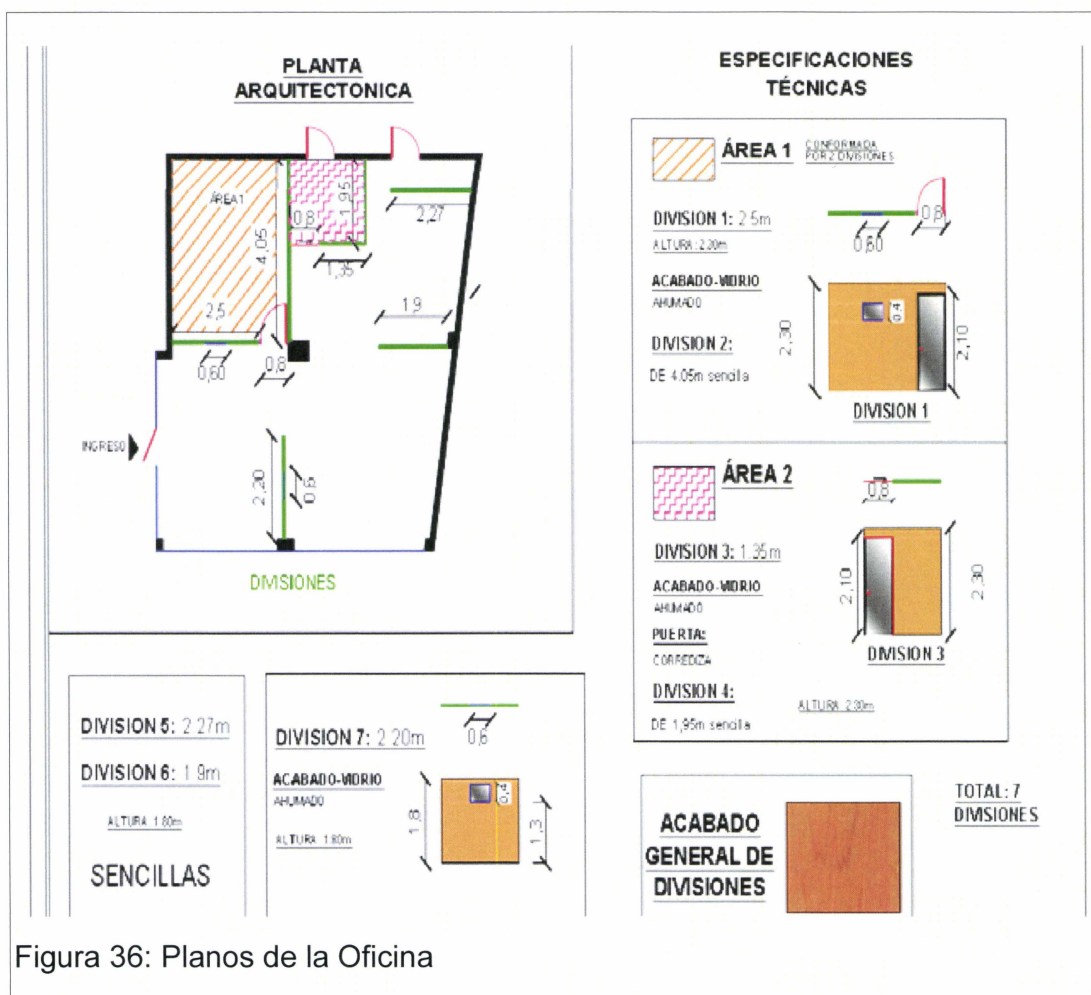 PLANTA
ARQUITECTONICA
ÁREA 1
4,05
0,8
1,95
2,27
1,35
2,5
1,9
0,60
0,8
INGRESO
2,20
0,6
DIVISIONES
ESPECIFICACIONES
TÉCNICAS
ÁREA 1
CONFORMADA
POR 2 DIVISIONES
DIVISION 1: 2.5m
ALTURA: 2.30m
0,8
0,60
ACABADO-VIDRIO
AHUMADO
DIVISION 2:
DE 4.05m sencilla
2,30
0,4
2,10
DIVISION 1
ÁREA 2
0,8
DIVISION 3: 1.35m
ACABADO-VIDRIO
AHUMADO
PUERTA:
CORREDIZA
DIVISION 4:
DE 1,95m sencilla
2,10
2,30
DIVISION 3
ALTURA 2.30m
DIVISION 5: 2.27m
DIVISION 6: 1.9m
ALTURA 1.80m
SENCILLAS
DIVISION 7: 2.20m
0,6
ACABADO-VIDRIO
AHUMADO
ALTURA 1.80m
1,8
0,4
1,3
ACABADO
GENERAL DE
DIVISIONES
TOTAL: 7
DIVISIONES
Figura 36: Planos de la Oficina